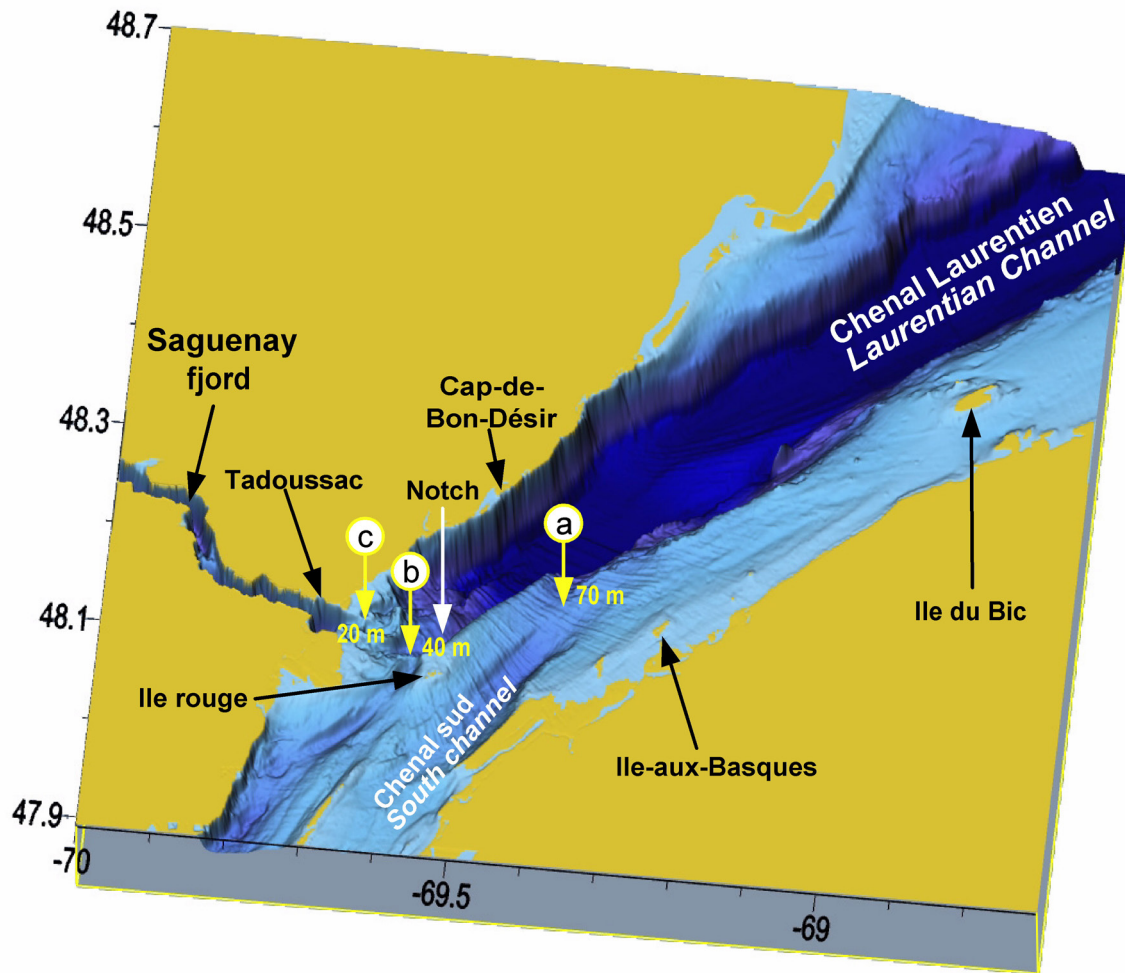 48.7
48.5
48.3
48.1
47.9
-70
-69.5
-69
Chenal Laurentien
Laurentian Channel
Saguenay
fjord
Cap-de-
Bon-Désir
Tadoussac
Notch
c
b
a
20 m
40 m
70 m
Ile du Bic
Ile rouge
Chenal sud
South channel
Ile-aux-Basques